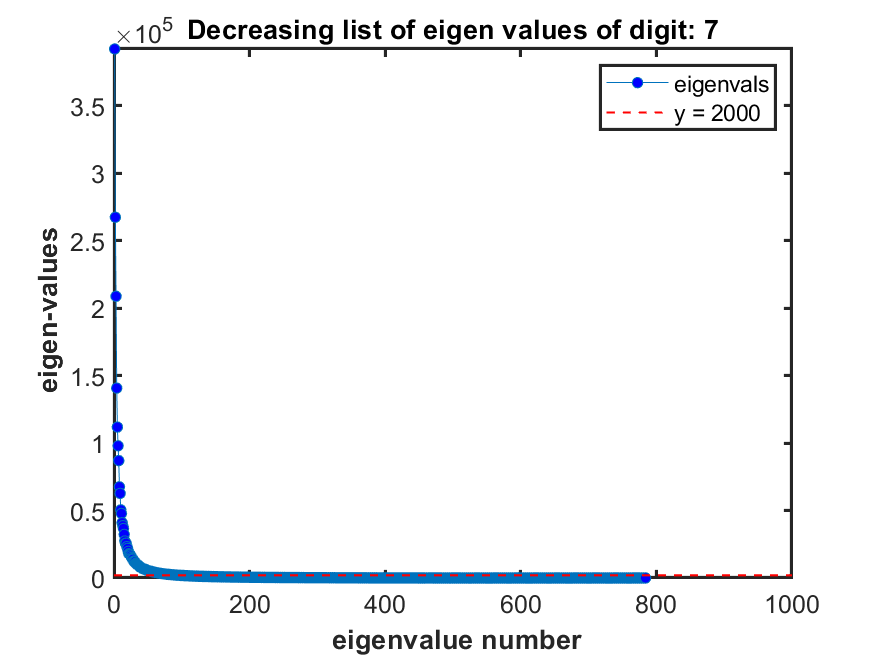 ×10^5 Decreasing list of eigen values of digit: 7
eigenvals
y = 2000
3.5
3
2.5
2
1.5
1
0.5
0
eigen-values
0 200 400 600 800 1000
eigenvalue number